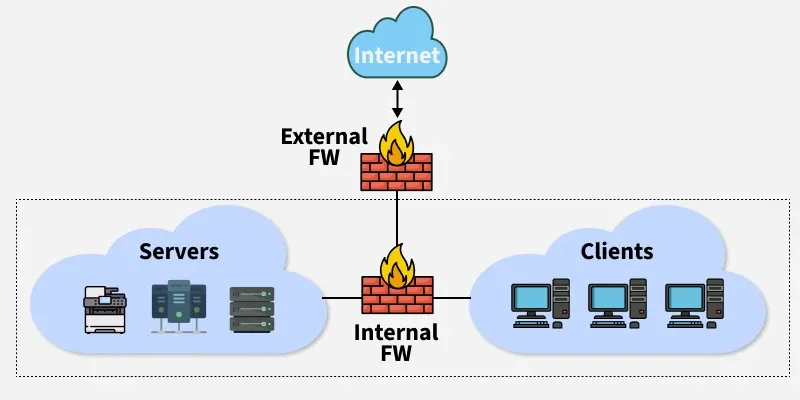 Internet
External
FW
Servers
Clients
Internal
FW